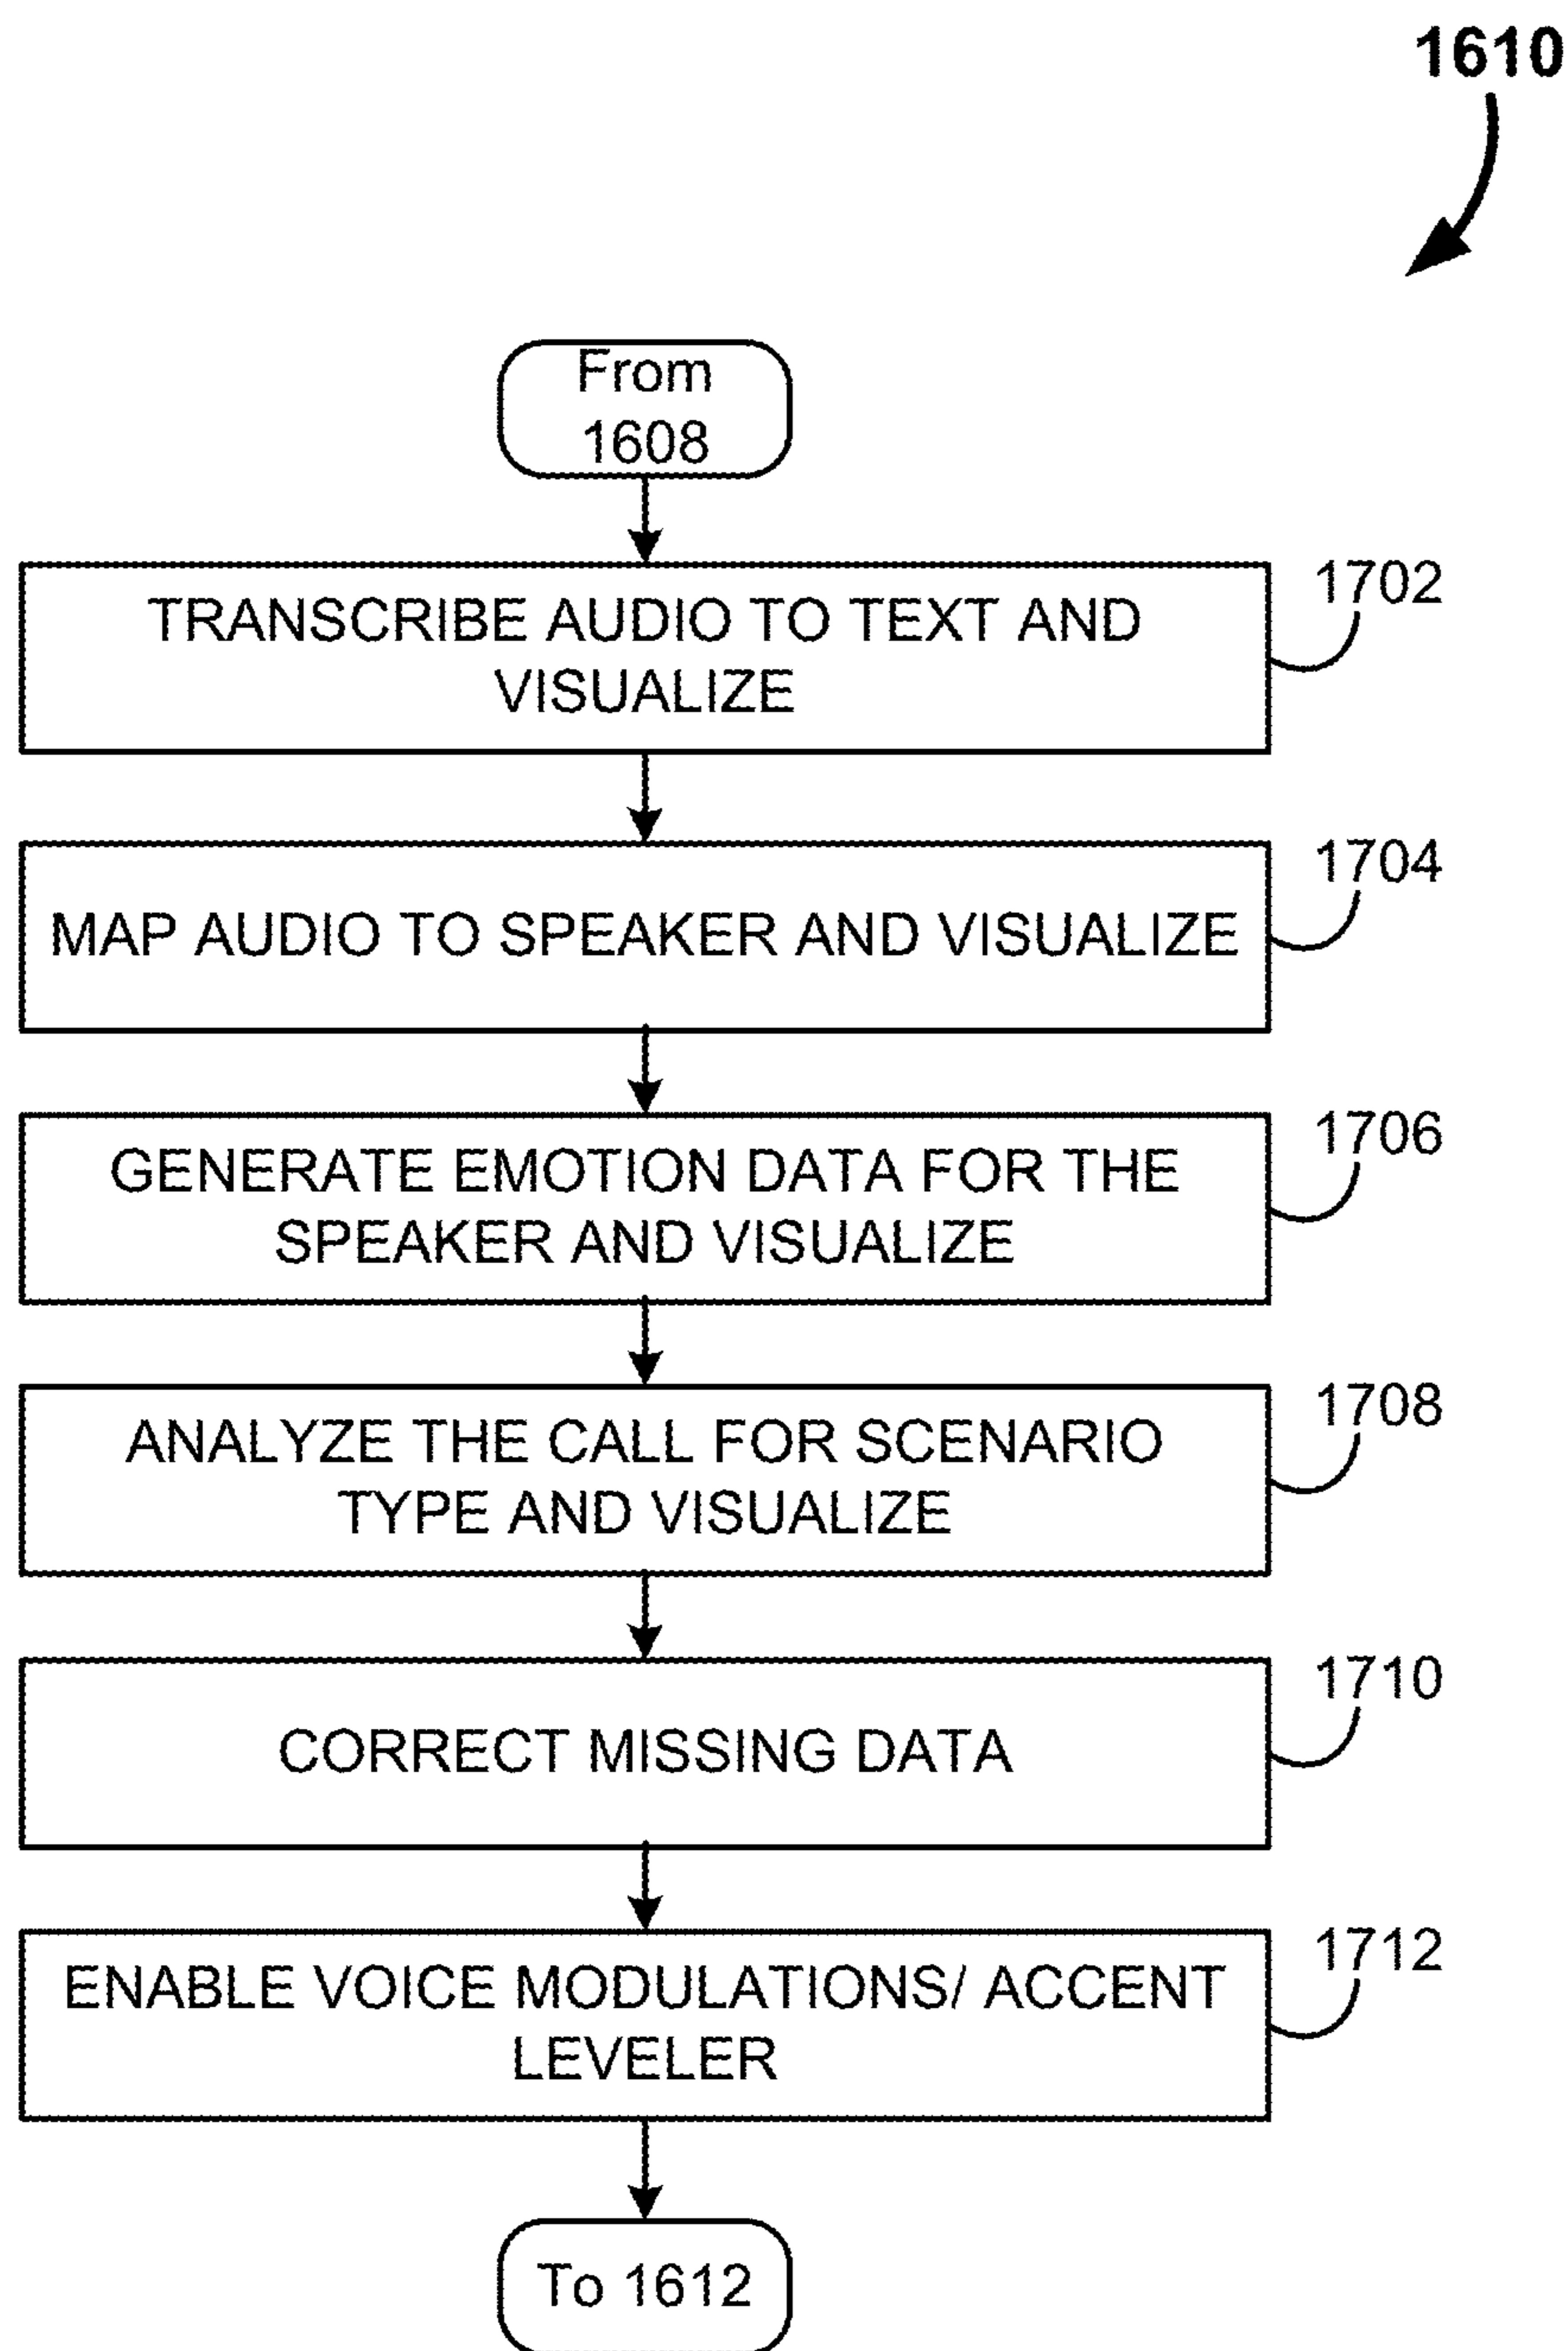 1610
From
1608
1702
TRANSCRIBE AUDIO TO TEXT AND
VISUALIZE
1704
MAP AUDIO TO SPEAKER AND VISUALIZE
1706
GENERATE EMOTION DATA FOR THE
SPEAKER AND VISUALIZE
1708
ANALYZE THE CALL FOR SCENARIO
TYPE AND VISUALIZE
1710
CORRECT MISSING DATA
1712
ENABLE VOICE MODULATIONS/ ACCENT
LEVELER
To 1612